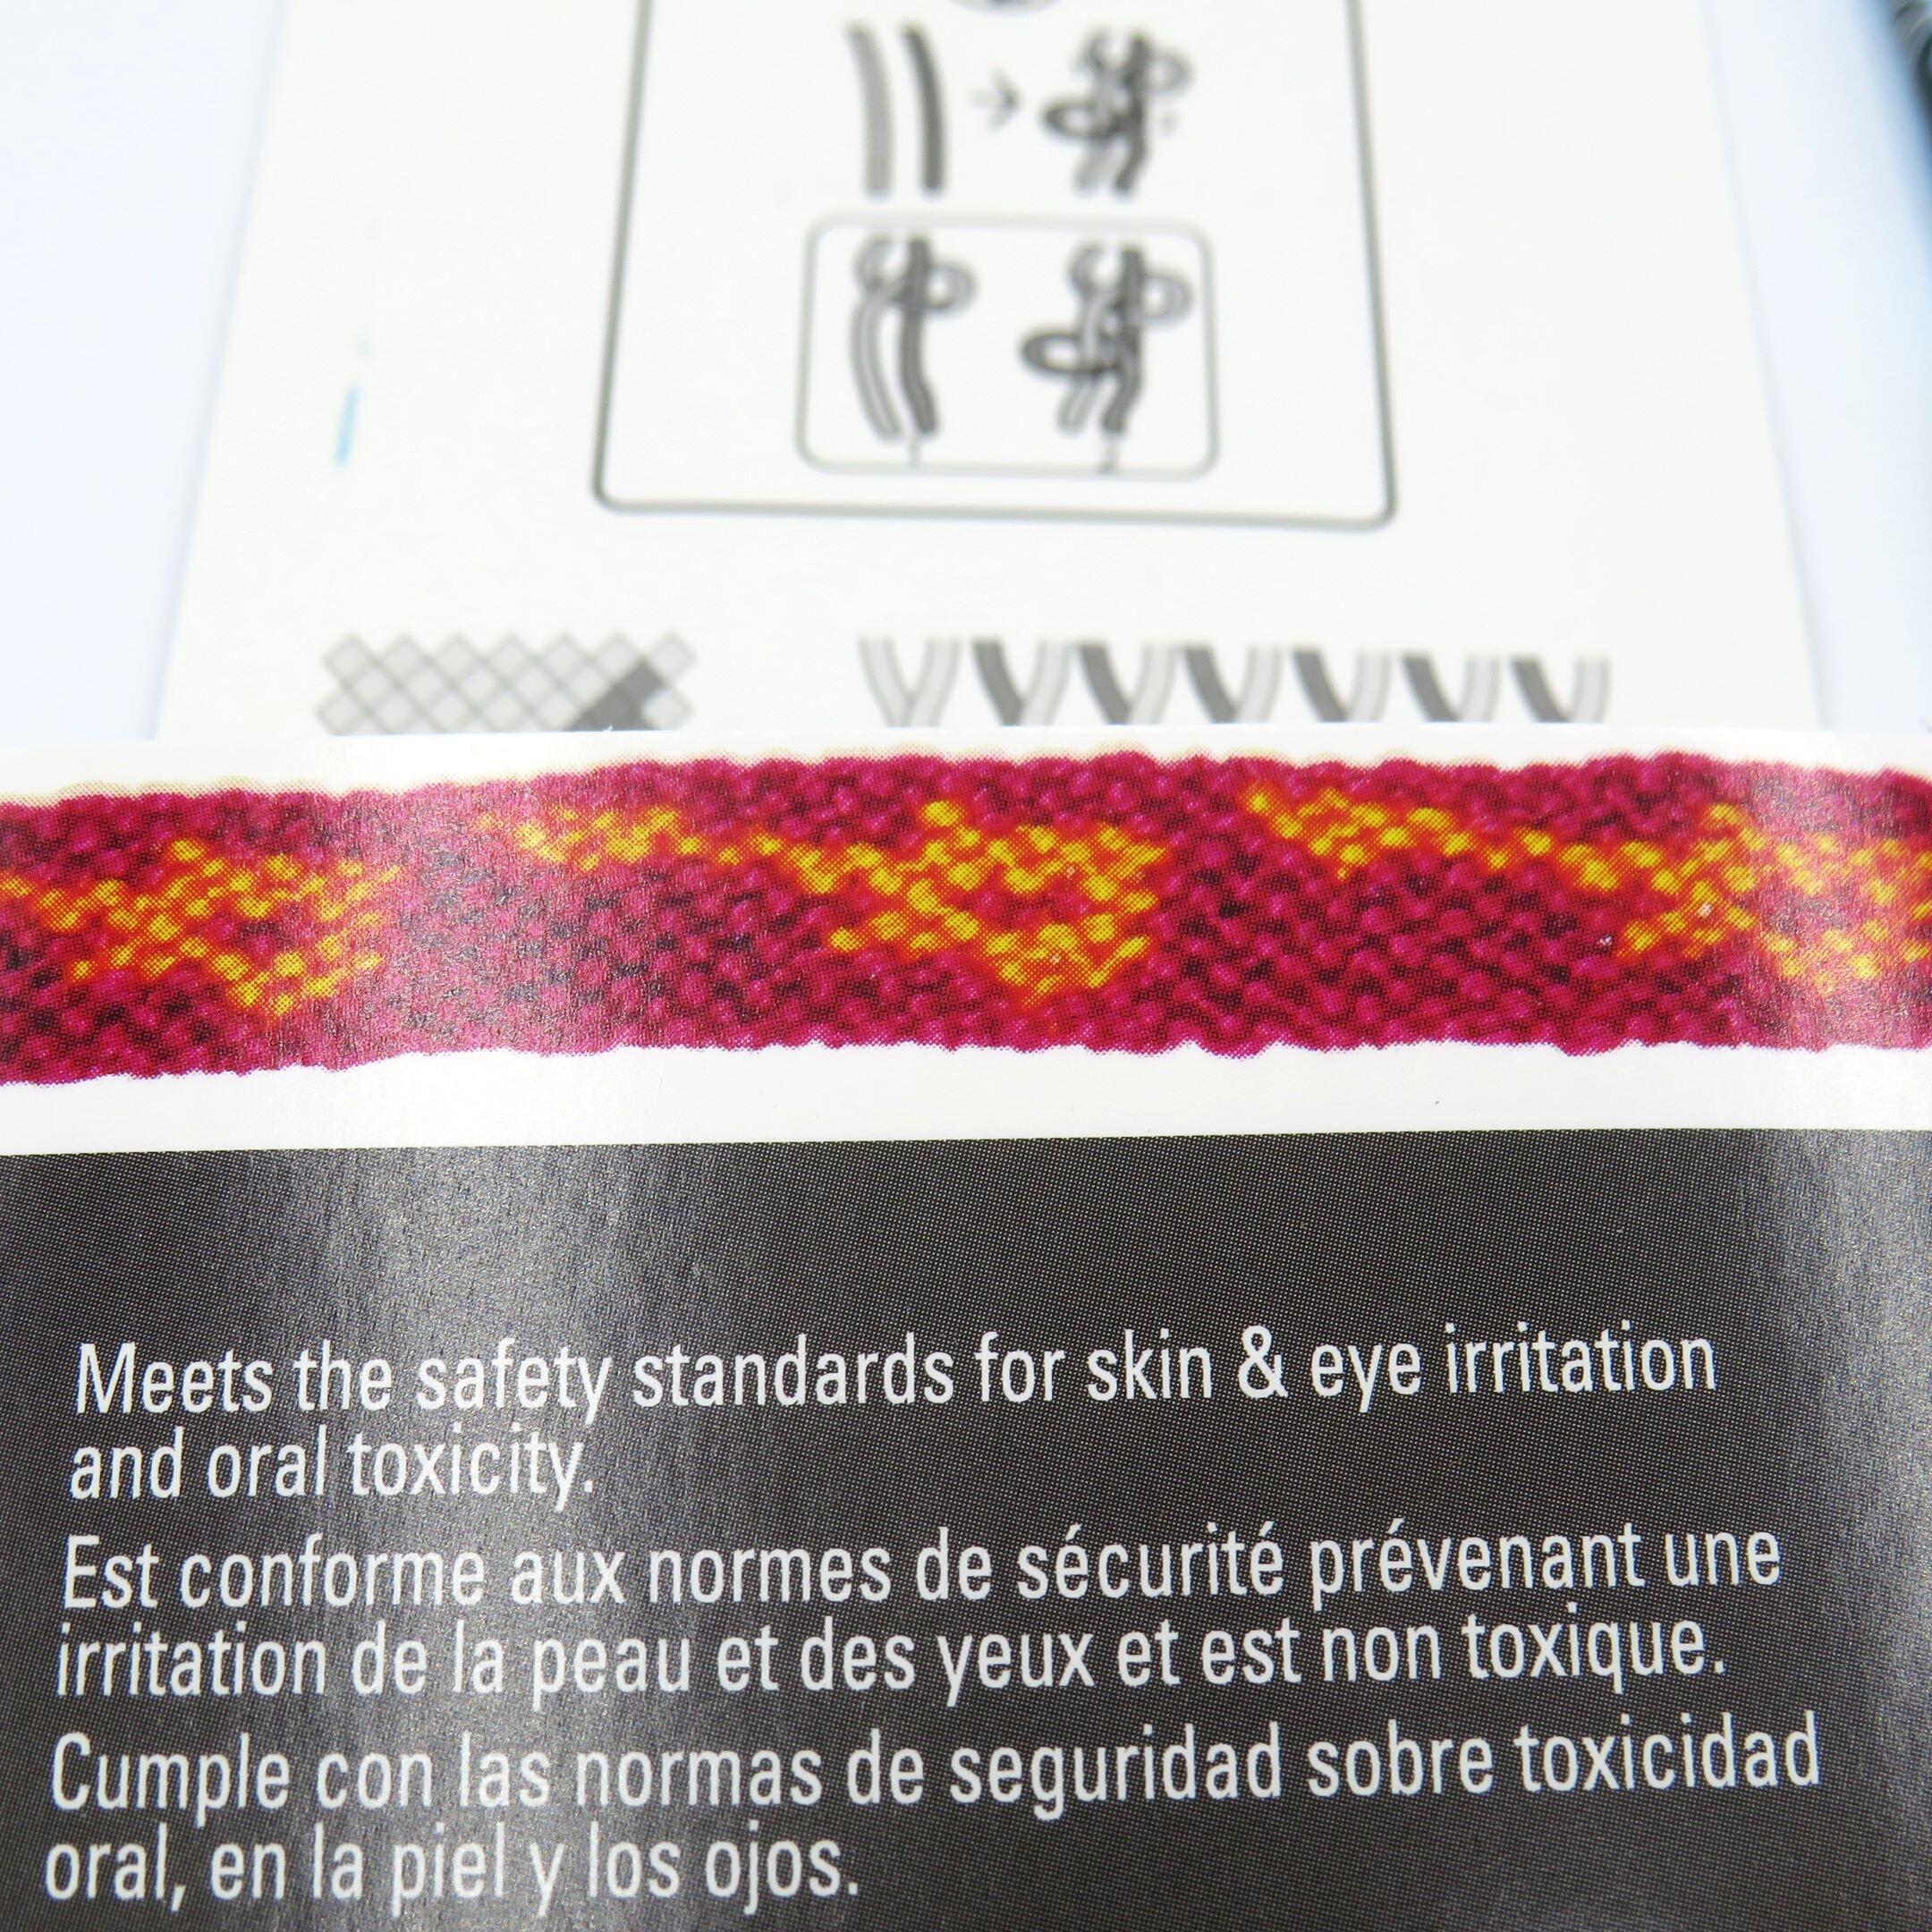 Meets the safety standards for skin & eye irritation
and oral toxicity.
Est conforme aux normes de sécurité prévenant une
irritation de la peau et des yeux et est non toxique.
Cumple con las normas de seguridad sobre toxicidad
oral, en la piel y los ojos.